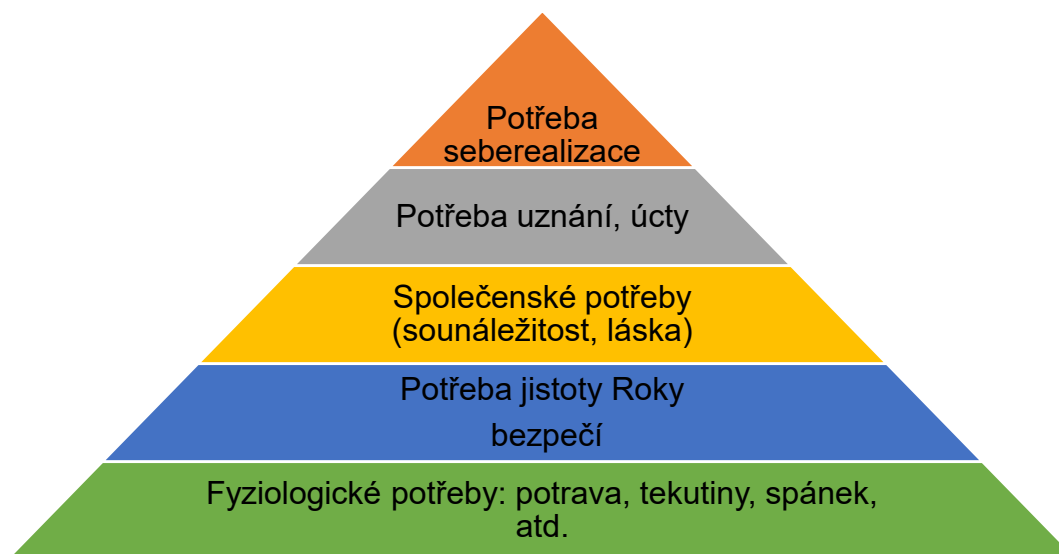 Potřeba
seberealizace
Potřeba uznání, úcty
Společenské potřeby
(sounáležitost, láska)
Potřeba jistoty Roky
bezpečí
Fyziologické potřeby: potrava, tekutiny, spánek,
atd.